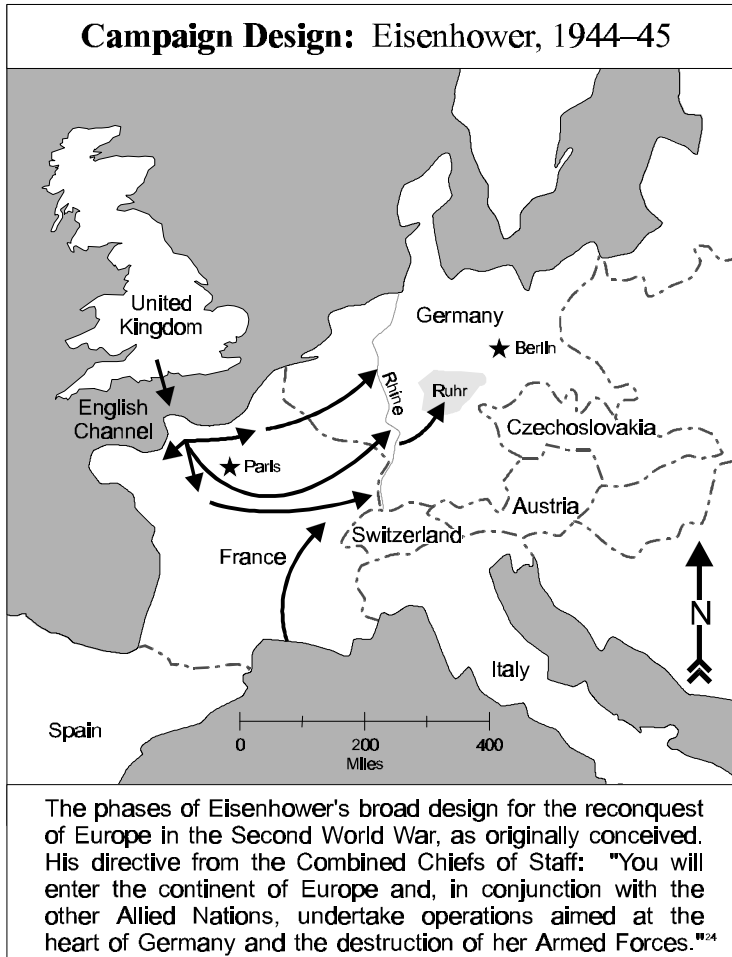 Campaign Design: Eisenhower, 1944–45
United
Kingdom
Germany
Berlin
Ruhr
Rhine
English
Channel
Czechoslovakia
Paris
Austria
Switzerland
France
N
Italy
Spain
0 200 400
Miles
The phases of Eisenhower's broad design for the reconquest
of Europe in the Second World War, as originally conceived.
His directive from the Combined Chiefs of Staff: "You will
enter the continent of Europe and, in conjunction with the
other Allied Nations, undertake operations aimed at the
heart of Germany and the destruction of her Armed Forces."24